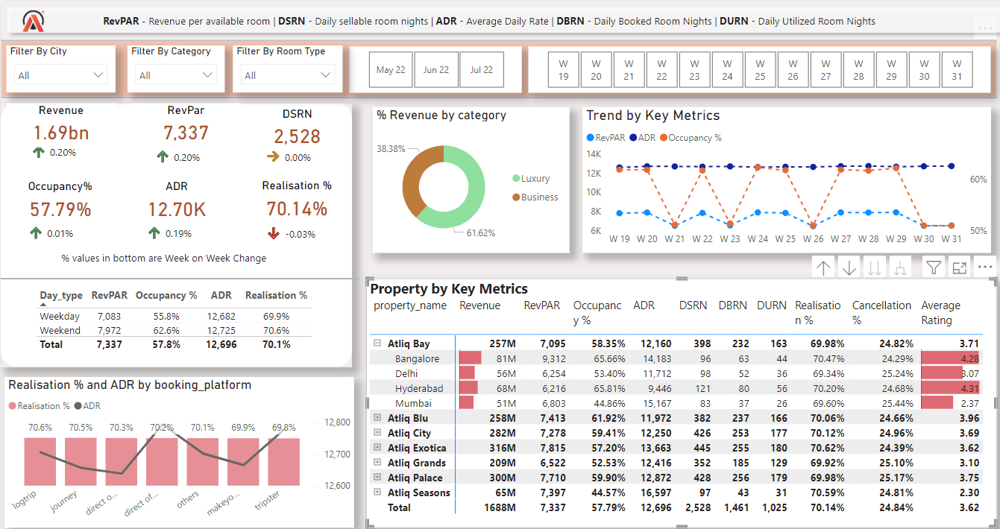 RevPAR - Revenue per available room | DSRN - Daily sellable room nights | ADR - Average Daily Rate | DBRN - Daily Booked Room Nights | DURN - Daily Utilized Room Nights
Filter By City
All
Filter By Category
All
Filter By Room Type
All
May 22 Jun 22 Jul 22
W 19 W 20 W 21 W 22 W 23 W 24 W 25 W 26 W 27 W 28 W 29 W 30 W 31
Revenue
1.69bn
0.20%
RevPar
7,337
0.20%
DSRN
2,528
0.00%
Occupancy%
57.79%
0.01%
ADR
12.70K
0.19%
Realisation %
70.14%
-0.03%
% values in bottom are Week on Week Change
Day_type RevPAR Occupancy % ADR Realisation %
Weekday 7,083 55.8% 12,682 69.9%
Weekend 7,972 62.6% 12,725 70.6%
Total 7,337 57.8% 12,696 70.1%
% Revenue by category
38.38%
61.62%
Luxury
Business
Trend by Key Metrics
RevPAR ADR Occupancy %
14K
12K
10K
8K
6K
60%
50%
W 19 W 20 W 21 W 22 W 23 W 24 W 25 W 26 W 27 W 28 W 29 W 30 W 31
Realisation % and ADR by booking_platform
Realisation % ADR
70.6% 70.5% 70.3% 70.2% 70.1% 69.9% 69.8%
12,800
12,700
12,600
logtrip journey direct o... direct of... others makeyo... tripster
Property by Key Metrics
property_name Revenue RevPAR Occupanc ADR DSRN DBRN DURN Realisatio Cancellation Average
y % n % % Rating
Atliq Bay 257M 7,095 58.35% 12,160 398 232 163 69.98% 24.82% 3.71
Bangalore 81M 9,312 65.66% 14,183 96 63 44 70.47% 24.29% 4.28
Delhi 56M 6,254 53.40% 11,712 98 52 36 69.34% 25.24% 3.07
Hyderabad 68M 6,216 65.81% 9,446 121 80 56 70.20% 24.68% 4.31
Mumbai 51M 6,803 44.86% 15,167 83 37 26 69.60% 25.44% 2.37
Atliq Blu 258M 7,413 61.92% 11,972 382 237 166 70.06% 24.66% 3.96
Atliq City 282M 7,278 59.41% 12,250 426 253 177 70.12% 24.96% 3.69
Atliq Exotica 316M 7,815 57.20% 13,663 445 255 180 70.62% 24.39% 3.62
Atliq Grands 209M 6,522 52.53% 12,416 352 185 129 69.92% 25.10% 3.10
Atliq Palace 300M 7,710 59.90% 12,872 428 256 179 69.98% 25.17% 3.75
Atliq Seasons 65M 7,397 44.57% 16,597 97 43 31 70.59% 24.81% 2.30
Total 1688M 7,337 57.79% 12,696 2,528 1,461 1,025 70.14% 24.84% 3.62